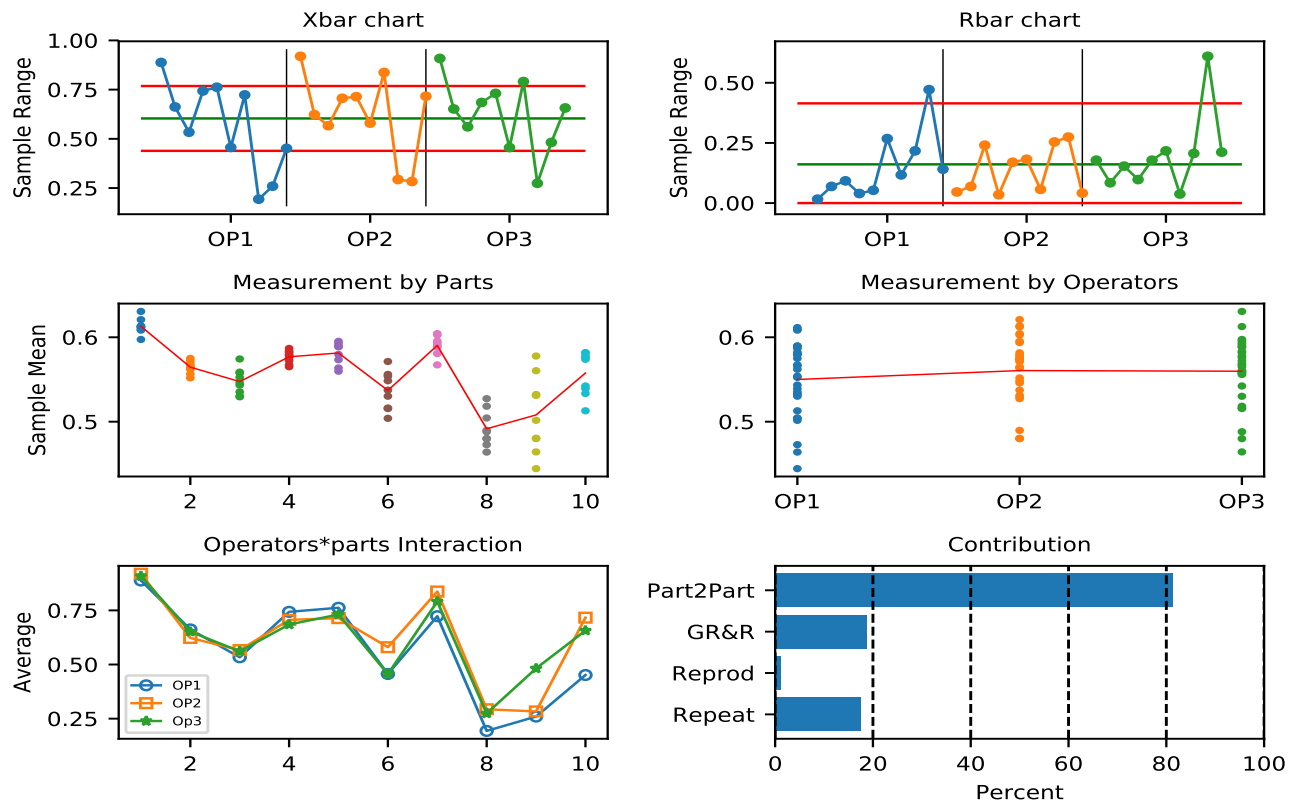 Xbar chart
Sample Range
1.00
0.75
0.50
0.25
OP1 OP2 OP3
Rbar chart
Sample Range
0.50
0.25
0.00
OP1 OP2 OP3
Measurement by Parts
Sample Mean
0.6
0.5
2 4 6 8 10
Measurement by Operators
0.6
0.5
OP1 OP2 OP3
Operators*parts Interaction
Average
0.75
0.50
0.25
OP1
OP2
Op3
2 4 6 8 10
Contribution
Part2Part
GR&R
Reprod
Repeat
0 20 40 60 80 100
Percent